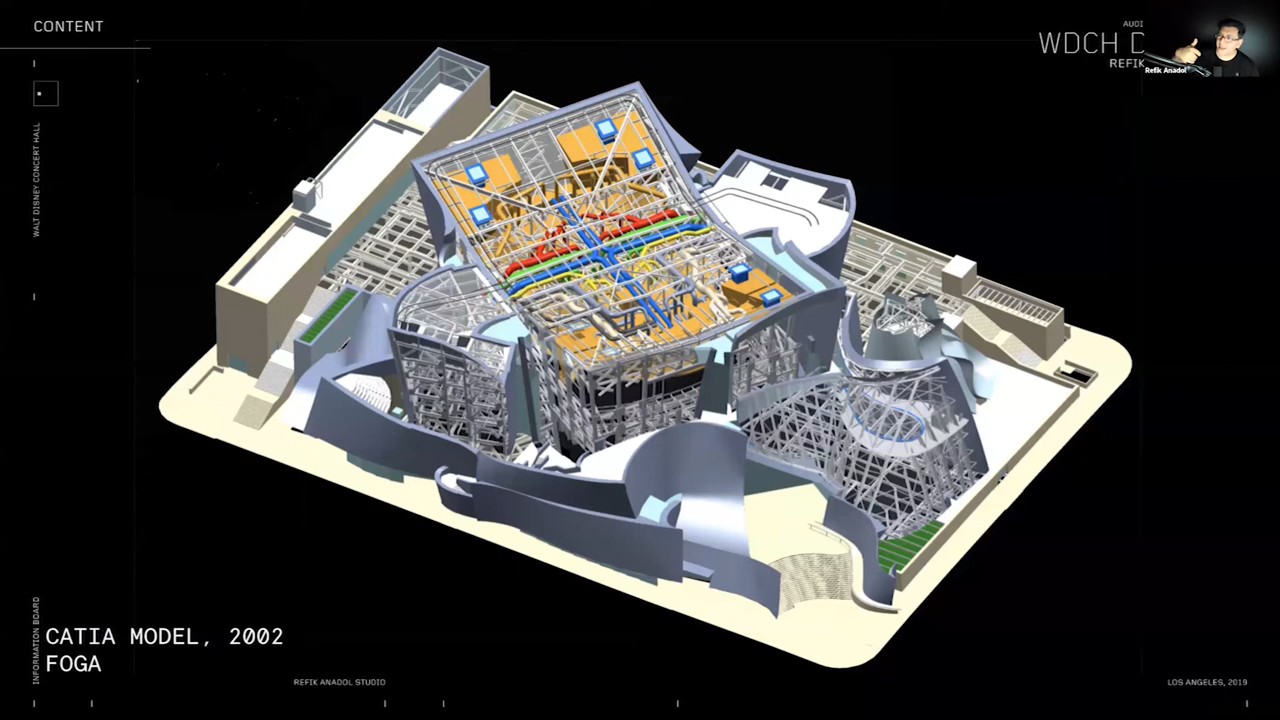 CONTENT
AUDI
WDCH D
REFIK
Refik Anadol
WALT DISNEY CONCERT HALL
INFORMATION BOARD
CATIA MODEL, 2002
FOGA
REFIK ANADOL STUDIO
LOS ANGELES, 2019